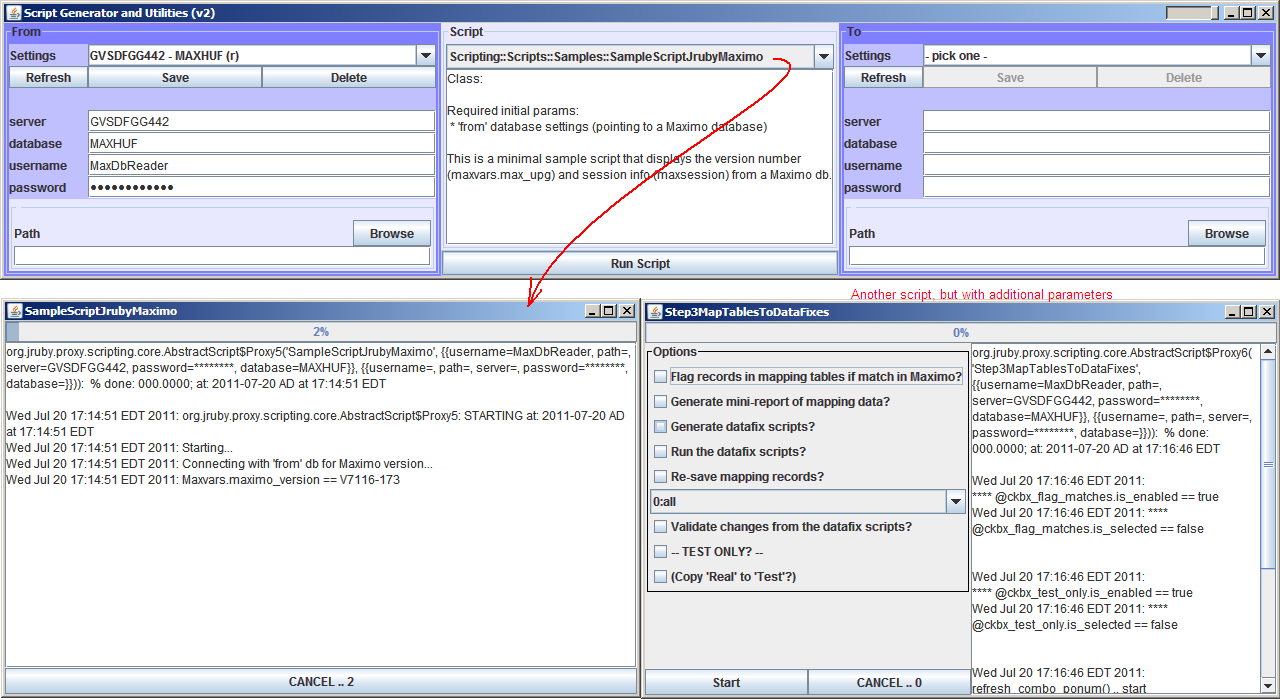 Script Generator and Utilities (v2)
From
Settings
GVSDFGG442 - MAXHUF (r)
Refresh
Save
Delete
server
GVSDFGG442
database
MAXHUF
username
MaxDbReader
password
••••••••••••
Path
Browse
Script
Scripting::Scripts::Samples::SampleScriptJrubyMaximo
Class:
Required initial params:
* 'from' database settings (pointing to a Maximo database)
This is a minimal sample script that displays the version number
(maxvars.max_upg) and session info (maxsession) from a Maximo db.
Run Script
To
Settings
- pick one -
Refresh
Save
Delete
server
database
username
password
Path
Browse
Another script, but with additional parameters
SampleScriptJrubyMaximo
2%
org.jruby.proxy.scripting.core.AbstractScript$Proxy5('SampleScriptJrubyMaximo', {{username=MaxDbReader, path=,
server=GVSDFGG442, password=********, database=MAXHUF}}, {{username=, path=, server=, password=********,
database=}}): % done: 000.0000; at: 2011-07-20 AD at 17:14:51 EDT
Wed Jul 20 17:14:51 EDT 2011: org.jruby.proxy.scripting.core.AbstractScript$Proxy5: STARTING at: 2011-07-20 AD
at 17:14:51 EDT
Wed Jul 20 17:14:51 EDT 2011: Starting...
Wed Jul 20 17:14:51 EDT 2011: Connecting with 'from' db for Maximo version...
Wed Jul 20 17:14:51 EDT 2011: Maxvars.maximo_version == V7116-173
CANCEL .. 2
Step3MapTablesToDataFixes
0%
Options
Flag records in mapping tables if match in Maximo?
Generate mini-report of mapping data?
Generate datafix scripts?
Run the datafix scripts?
Re-save mapping records?
0:all
Validate changes from the datafix scripts?
-- TEST ONLY? --
(Copy 'Real' to 'Test'?)
Start
CANCEL .. 0
org.jruby.proxy.scripting.core.AbstractScript$Proxy6(
'Step3MapTablesToDataFixes',
{{username=MaxDbReader, path=,
server=GVSDFGG442, password=********,
database=MAXHUF}}, {{username=, path=, server=,
password=********, database=}}): % done:
000.0000; at: 2011-07-20 AD at 17:16:46 EDT
Wed Jul 20 17:16:46 EDT 2011:
**** @ckbx_flag_matches.is_enabled == true
Wed Jul 20 17:16:46 EDT 2011: ****
@ckbx_flag_matches.is_selected == false
Wed Jul 20 17:16:46 EDT 2011:
**** @ckbx_test_only.is_enabled == true
Wed Jul 20 17:16:46 EDT 2011: ****
@ckbx_test_only.is_selected == false
Wed Jul 20 17:16:46 EDT 2011:
refresh_combo_ponum() .. start